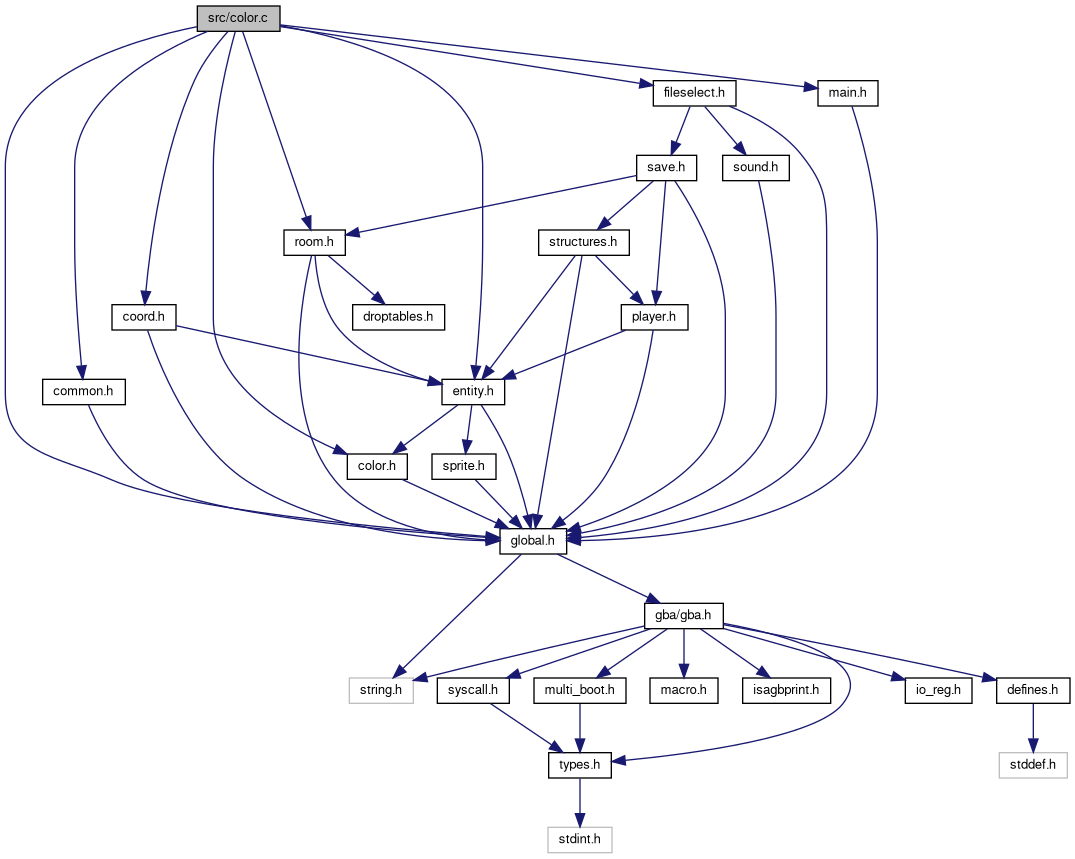 src/color.c
fileselect.h
main.h
save.h
sound.h
room.h
structures.h
coord.h
droptables.h
player.h
common.h
entity.h
color.h
sprite.h
global.h
gba/gba.h
string.h
syscall.h
multi_boot.h
macro.h
isagbprint.h
io_reg.h
defines.h
types.h
stddef.h
stdint.h